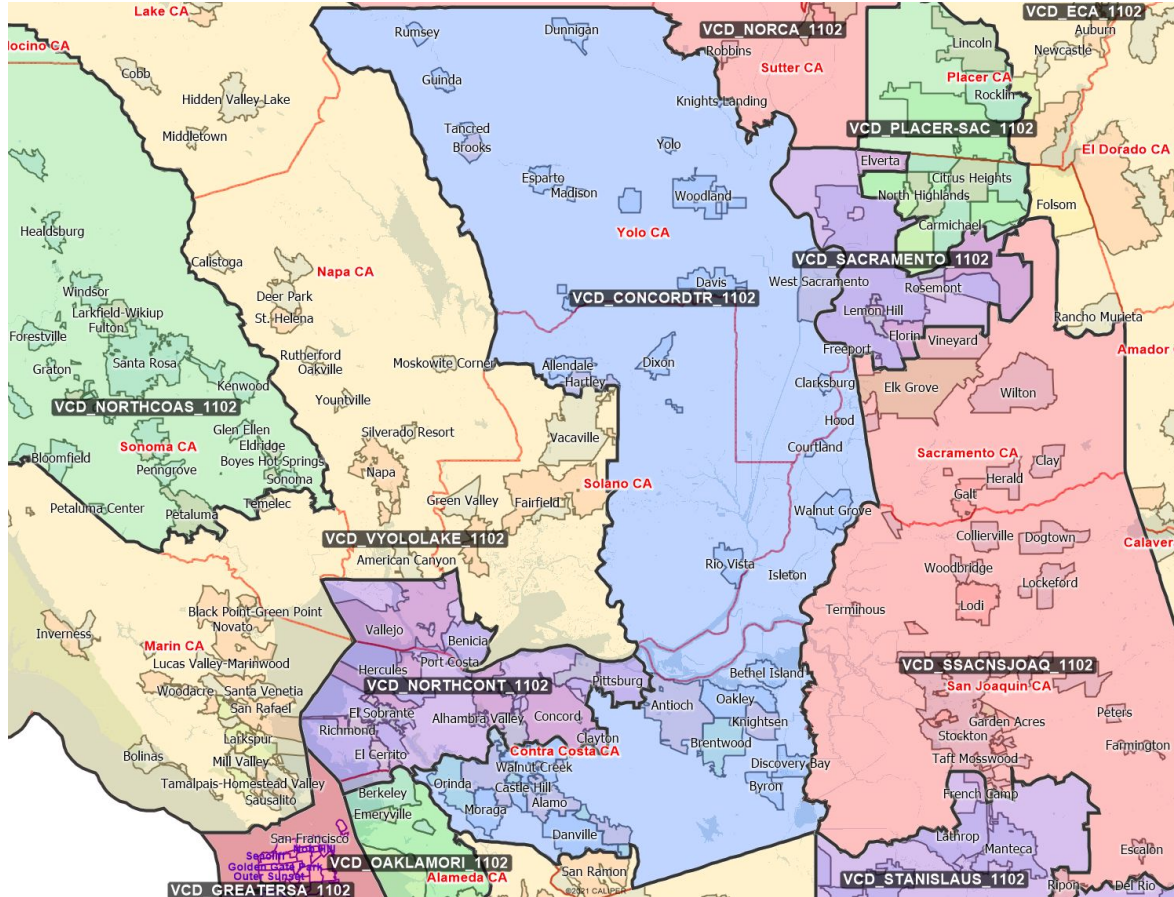 Lake CA
Rumsey
Dunnigan
VCD_NORCA_1102
VCD_ECA_1102
Auburn
Lincoln
Newcastle
Robbins
docino CA
Cobb
Guinda
Sutter CA
Placer CA
Rocklin
Hidden Valley Lake
Knights Landing
Middletown
Tancred
Brooks
Yolo
VCD_PLACER-SAC_1102
El Dorado CA
Elverta
Esparto
Madison
Woodland
Citrus Heights
North Highlands
Folsom
Carmichael
Healdsburg
Yolo CA
Calistoga
Napa CA
VCD_SACRAMENTO_1102
Windsor
Larkfield-Wikiup
Fulton
Deer Park
St. Helena
Davis
VCD_CONCORDTR_1102
West Sacramento
Rosemont
Lemon Hill
Rancho Murieta
Forestville
Florin
Vineyard
Freeport
Amador
Graton
Santa Rosa
Kenwood
Rutherford
Oakville
Moskowite Corner
Allendale
Hartley
Dixon
Clarksburg
Elk Grove
Wilton
VCD_NORTHCOAS_1102
Yountville
Hood
Glen Ellen
Eldridge
Boyes Hot Springs
Sonoma
Silverado Resort
Vacaville
Courtland
Sonoma CA
Bloomfield
Penngrove
Napa
Sacramento CA
Clay
Herald
Solano CA
Petaluma Center
Petaluma
Temelec
Green Valley
Fairfield
Galt
Walnut Grove
VCD_VYOLOLAKE_1102
Collierville
Dogtown
Calaver
American Canyon
Rio Vista
Isleton
Woodbridge
Lockeford
Black Point-Green Point
Novato
Terminous
Lodi
Inverness
Vallejo
Benicia
Marin CA
Lucas Valley-Marinwood
Hercules
Port Costa
VCD_SSACNSJOAQ_1102
Woodacre
Santa Venetia
VCD_NORTHCONT_1102
Pittsburg
Bethel Island
San Joaquin CA
San Rafael
Antioch
Oakley
El Sobrante
Alhambra Valley
Concord
Knightsen
Garden Acres
Peters
Richmond
Larkspur
Clayton
Brentwood
Stockton
Bolinas
Mill Valley
El Cerrito
Contra Costa CA
Discovery Bay
Taft Mosswood
Farmington
Tamalpais-Homestead Valley
Sausalito
Walnut Creek
Orinda
Castle Hill
Byron
Berkeley
Emeryville
Moraga
Alamo
French Camp
San Francisco
Nob Hill
Danville
Lathrop
Manteca
Escalon
Golden Gate Park
Outer Sunset
VCD_OAKLAMORI_1102
San Ramon
Alameda CA
VCD_GREATERSA_1102
©2021 CALIPER
VCD_STANISLAUS_1102
Ripon
Del Rio